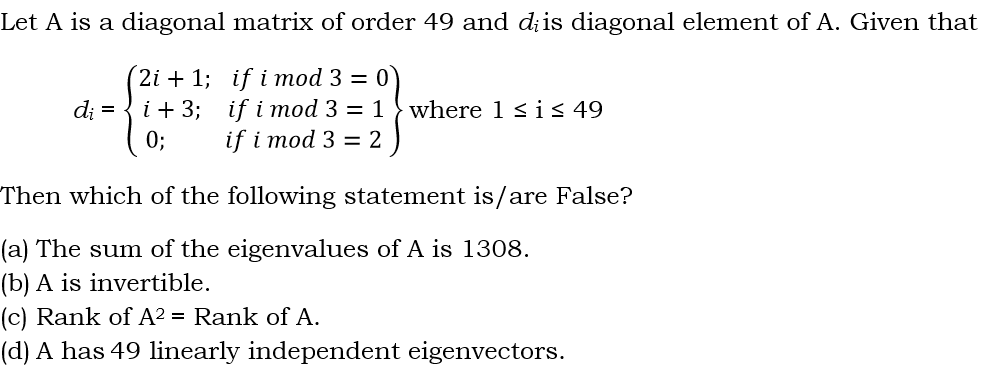 Let A is a diagonal matrix of order 49 and dᵢ is diagonal element of A. Given that
dᵢ = { 2i + 1; if i mod 3 = 0
i + 3; if i mod 3 = 1
0; if i mod 3 = 2 } where 1 ≤ i ≤ 49
Then which of the following statement is/are False?
(a) The sum of the eigenvalues of A is 1308.
(b) A is invertible.
(c) Rank of A² = Rank of A.
(d) A has 49 linearly independent eigenvectors.